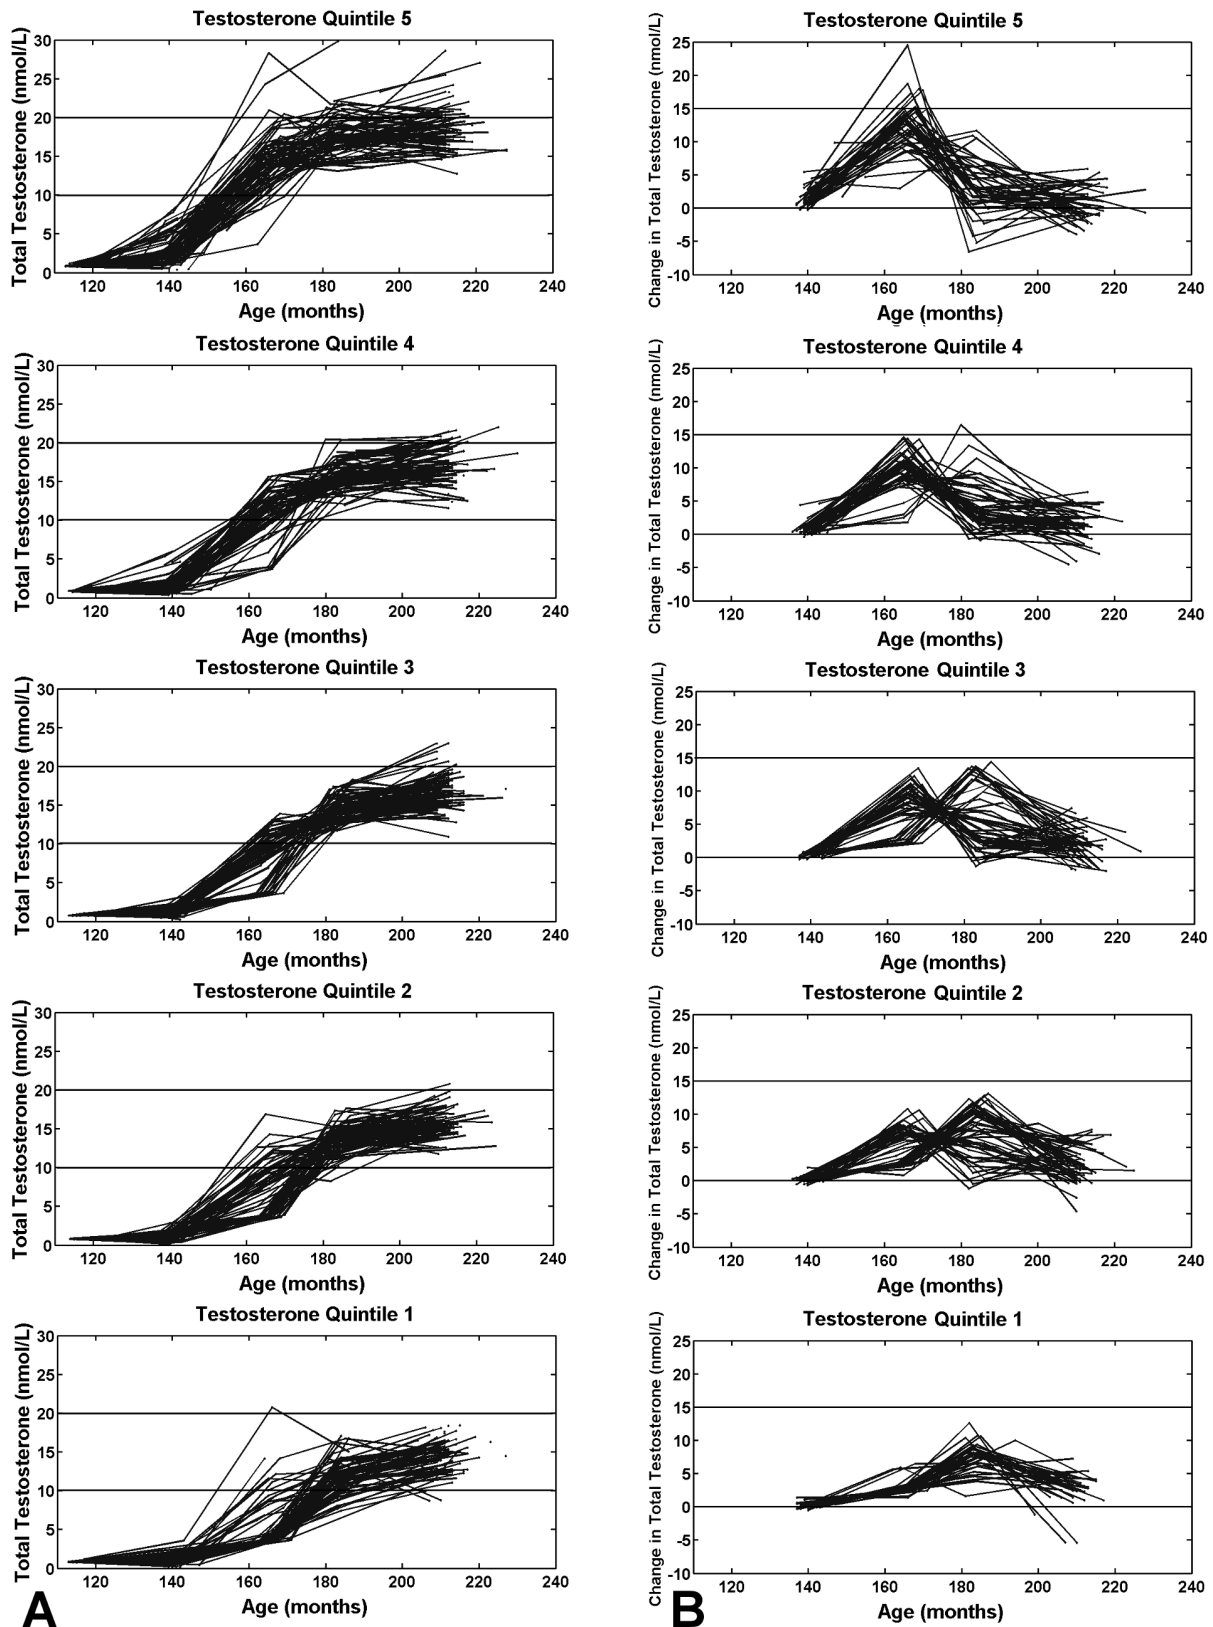 Testosterone Quintile 5
Total Testosterone (nmol/L)
30
25
20
15
10
5
0
120 140 160 180 200 220 240
Age (months)
Testosterone Quintile 5
Change in Total Testosterone (nmol/L)
25
20
15
10
5
0
-5
-10
120 140 160 180 200 220 240
Age (months)
Testosterone Quintile 4
Total Testosterone (nmol/L)
30
25
20
15
10
5
0
120 140 160 180 200 220 240
Age (months)
Testosterone Quintile 4
Change in Total Testosterone (nmol/L)
25
20
15
10
5
0
-5
-10
120 140 160 180 200 220 240
Age (months)
Testosterone Quintile 3
Total Testosterone (nmol/L)
30
25
20
15
10
5
0
120 140 160 180 200 220 240
Age (months)
Testosterone Quintile 3
Change in Total Testosterone (nmol/L)
25
20
15
10
5
0
-5
-10
120 140 160 180 200 220 240
Age (months)
Testosterone Quintile 2
Total Testosterone (nmol/L)
30
25
20
15
10
5
0
120 140 160 180 200 220 240
Age (months)
Testosterone Quintile 2
Change in Total Testosterone (nmol/L)
25
20
15
10
5
0
-5
-10
120 140 160 180 200 220 240
Age (months)
Testosterone Quintile 1
Total Testosterone (nmol/L)
30
25
20
15
10
5
0
120 140 160 180 200 220 240
Age (months)
A
Testosterone Quintile 1
Change in Total Testosterone (nmol/L)
25
20
15
10
5
0
-5
-10
120 140 160 180 200 220 240
Age (months)
B